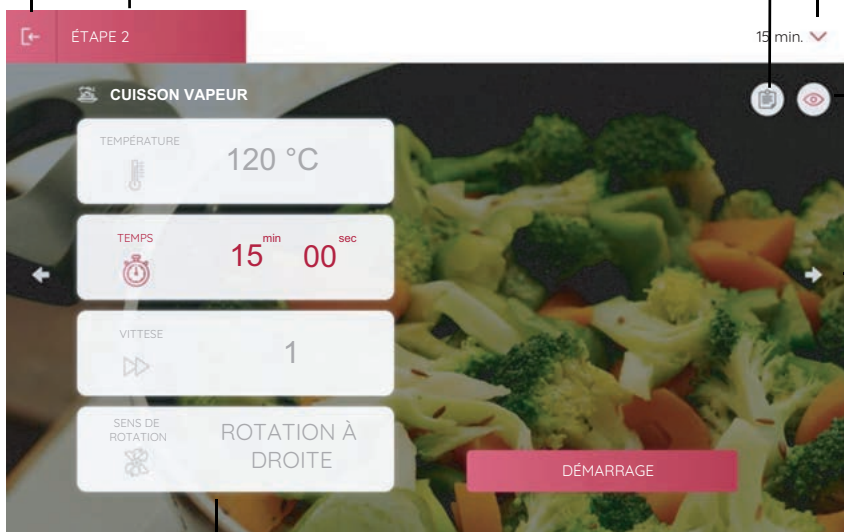 ÉTAPE 2
15 min.
CUISSON VAPEUR
TEMPÉRATURE
120 °C
TEMPS
15 min 00 sec
VITTESE
1
SENS DE
ROTATION
ROTATION À
DROITE
DÉMARRAGE